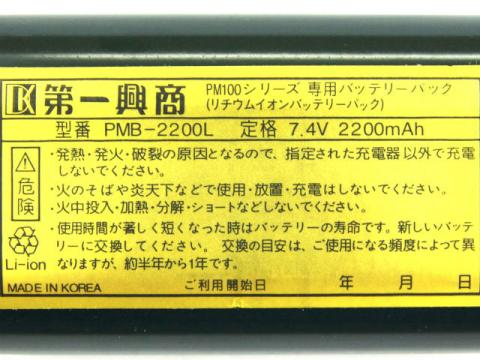 DK 第一興商
PM100シリーズ 専用バッテリーパック
(リチウムイオンバッテリーパック)
型番 PMB-2200L 定格 7.4V 2200mAh
危険
・発熱・発火・破裂の原因となるので、指定された充電器以外で充電
しないでください。
・火のそばや炎天下などで使用・放置・充電はしないでください。
・火中投入・加熱・分解・ショートなどしないでください。
Li-ion
・使用時間が著しく短くなった時はバッテリーの寿命です。新しいバッテ
リーに交換してください。 交換の目安は、ご使用になる頻度によって異
なりますが、約半年から1年です。
MADE IN KOREA ご利用開始日 年 月 日